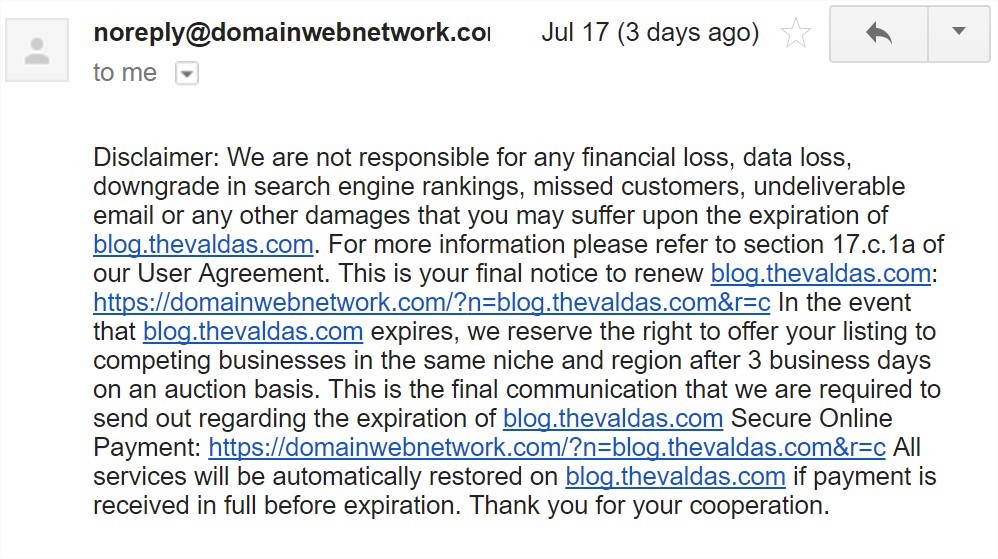 noreply@domainwebnetwork.co Jul 17 (3 days ago)
to me
Disclaimer: We are not responsible for any financial loss, data loss,
downgrade in search engine rankings, missed customers, undeliverable
email or any other damages that you may suffer upon the expiration of
blog.thevaldas.com. For more information please refer to section 17.c.1a of
our User Agreement. This is your final notice to renew blog.thevaldas.com:
https://domainwebnetwork.com/?n=blog.thevaldas.com&r=c In the event
that blog.thevaldas.com expires, we reserve the right to offer your listing to
competing businesses in the same niche and region after 3 business days
on an auction basis. This is the final communication that we are required to
send out regarding the expiration of blog.thevaldas.com Secure Online
Payment: https://domainwebnetwork.com/?n=blog.thevaldas.com&r=c All
services will be automatically restored on blog.thevaldas.com if payment is
received in full before expiration. Thank you for your cooperation.